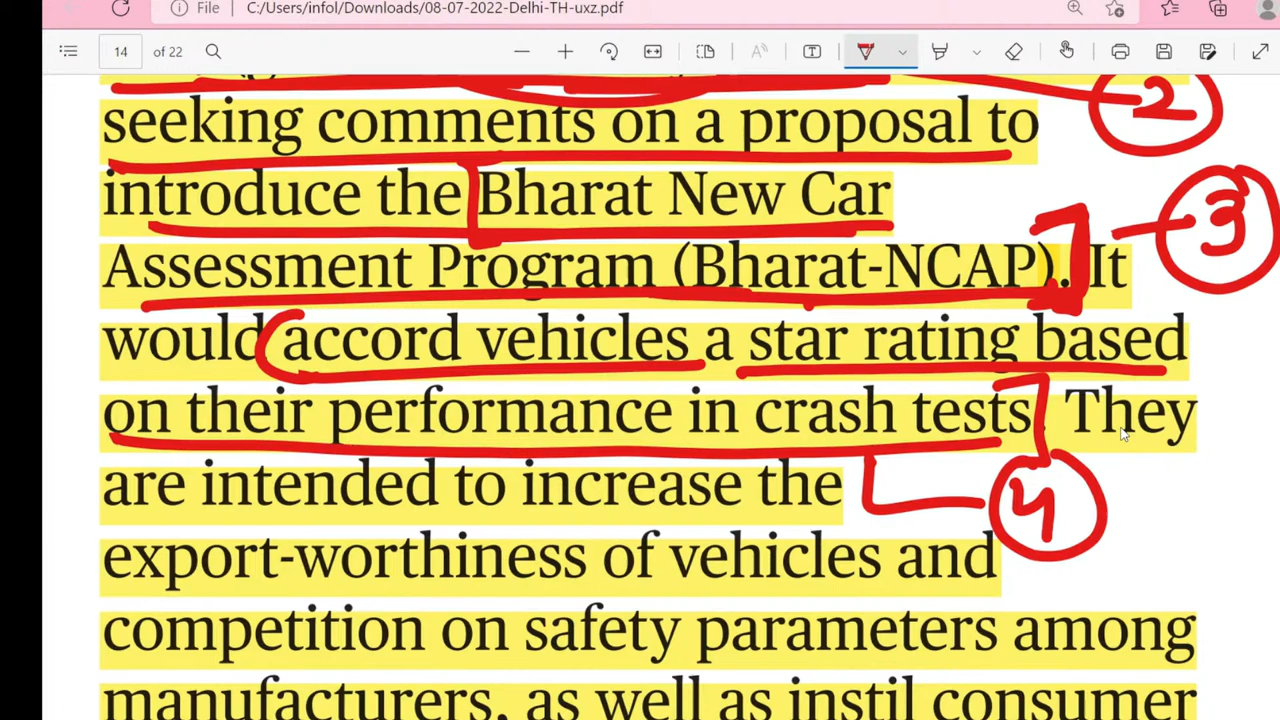 File C:/Users/infol/Downloads/08-07-2022-Delhi-TH-uxz.pdf
14 of 22
2
seeking comments on a proposal to
introduce the Bharat New Car
3
Assessment Program (Bharat-NCAP). It
would accord vehicles a star rating based
on their performance in crash tests. They
are intended to increase the
4
export-worthiness of vehicles and
competition on safety parameters among
manufacturers, as well as instil consumer